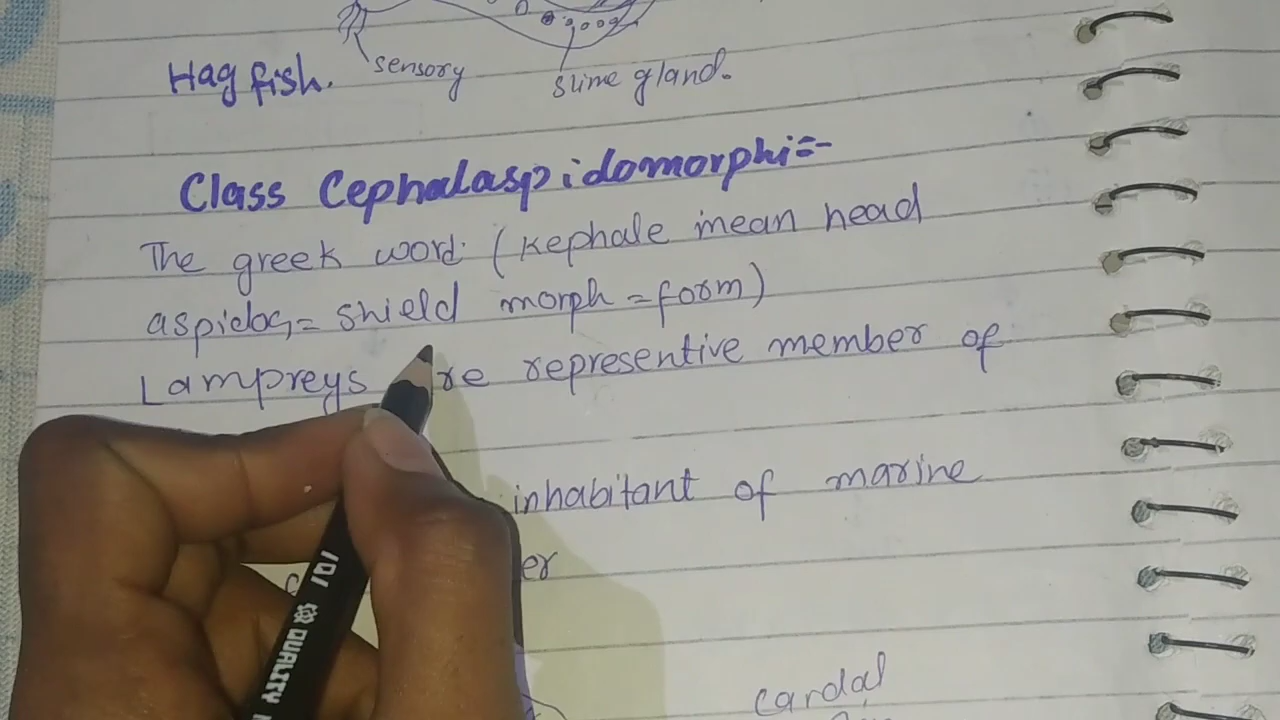 sensory
slime gland.
Hag fish.
Class Cephalaspidomorphi:-
The greek word (Kephale mean head
aspidos = shield morph = form)
Lampreys re representive member of
inhabitant of marine
er
cardal
IQI QUALITY